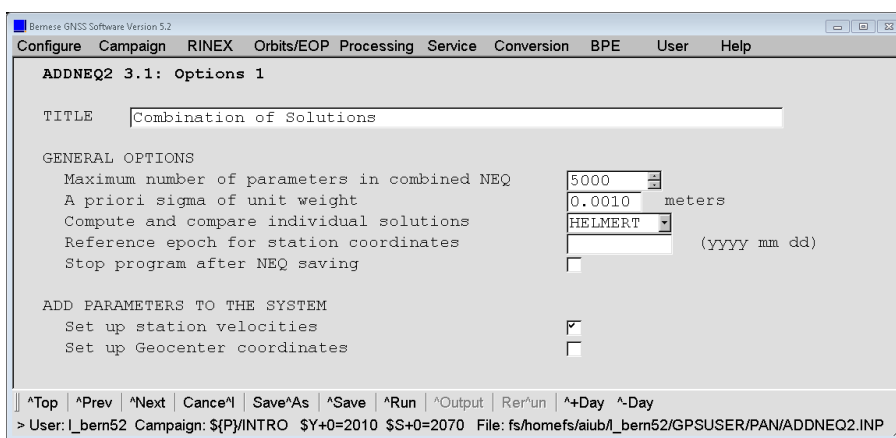 Bernese GNSS Software Version 5.2
Configure Campaign RINEX Orbits/EOP Processing Service Conversion BPE User Help
ADDNEQ2 3.1: Options 1
TITLE Combination of Solutions
GENERAL OPTIONS
Maximum number of parameters in combined NEQ 5000
A priori sigma of unit weight 0.0010 meters
Compute and compare individual solutions HELMERT
Reference epoch for station coordinates (yyyy mm dd)
Stop program after NEQ saving
ADD PARAMETERS TO THE SYSTEM
Set up station velocities
Set up Geocenter coordinates
^Top | ^Prev | ^Next | Cance^l | Save^As | ^Save | ^Run | ^Output | Rer^un | ^+Day ^-Day
> User: l_bern52 Campaign: ${P}/INTRO $Y+0=2010 $S+0=2070 File: fs/homefs/aiub/l_bern52/GPSUSER/PAN/ADDNEQ2.INP